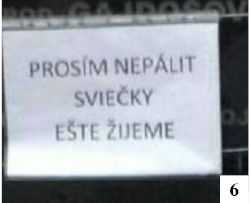 PROSÍM NEPÁLIT
SVIEČKY
EŠTE ŽIJEME
6